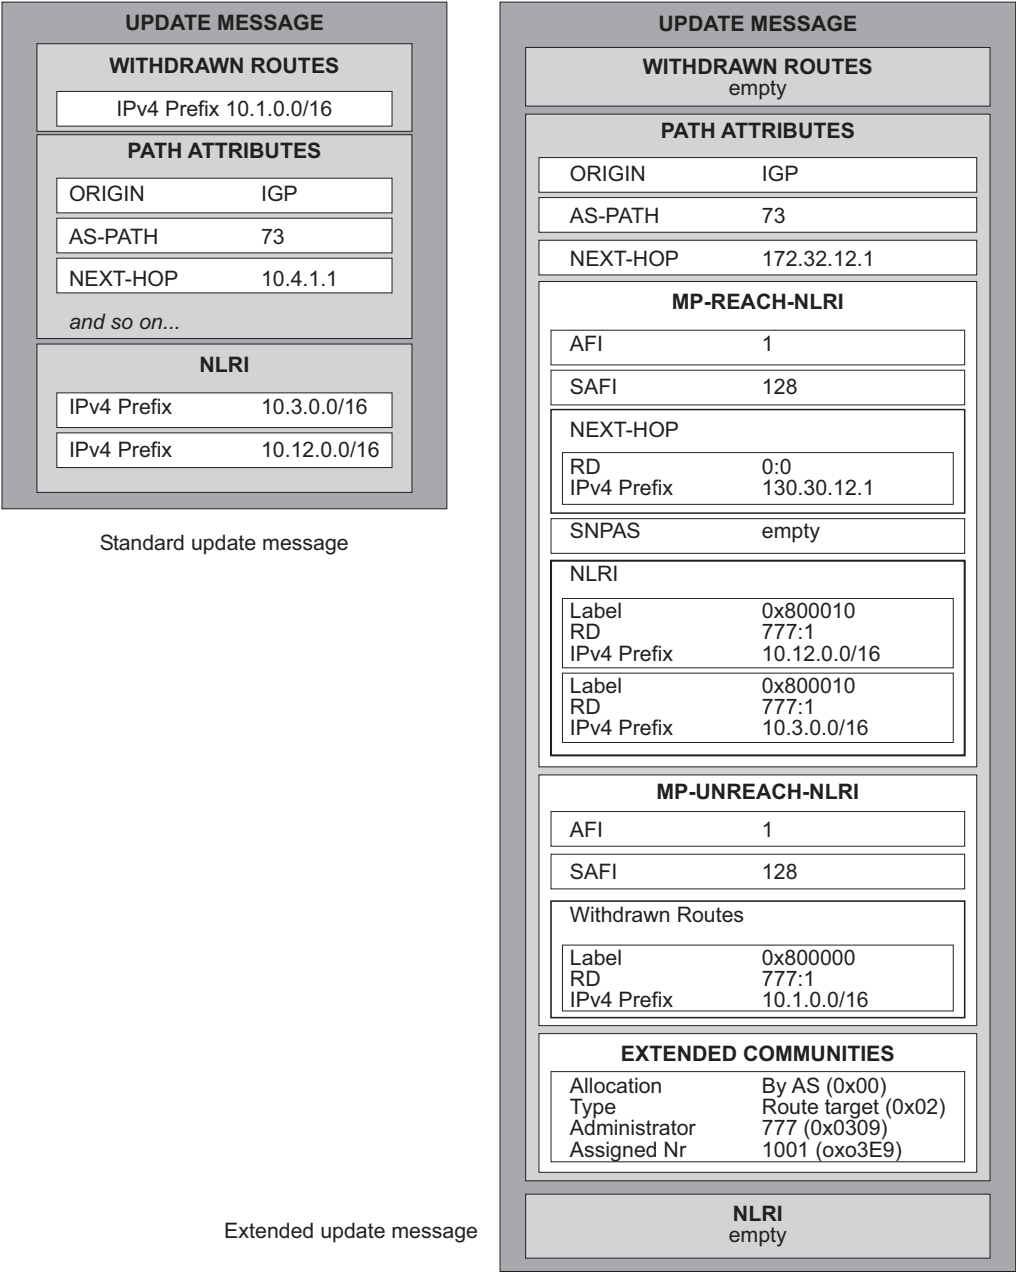 UPDATE MESSAGE
WITHDRAWN ROUTES
IPv4 Prefix 10.1.0.0/16
PATH ATTRIBUTES
ORIGIN IGP
AS-PATH 73
NEXT-HOP 10.4.1.1
and so on...
NLRI
IPv4 Prefix 10.3.0.0/16
IPv4 Prefix 10.12.0.0/16
Standard update message
UPDATE MESSAGE
WITHDRAWN ROUTES
empty
PATH ATTRIBUTES
ORIGIN IGP
AS-PATH 73
NEXT-HOP 172.32.12.1
MP-REACH-NLRI
AFI 1
SAFI 128
NEXT-HOP
RD 0:0
IPv4 Prefix 130.30.12.1
SNPAS empty
NLRI
Label 0x800010
RD 777:1
IPv4 Prefix 10.12.0.0/16
Label 0x800010
RD 777:1
IPv4 Prefix 10.3.0.0/16
MP-UNREACH-NLRI
AFI 1
SAFI 128
Withdrawn Routes
Label 0x800000
RD 777:1
IPv4 Prefix 10.1.0.0/16
EXTENDED COMMUNITIES
Allocation By AS (0x00)
Type Route target (0x02)
Administrator 777 (0x0309)
Assigned Nr 1001 (oxo3E9)
NLRI
empty
Extended update message